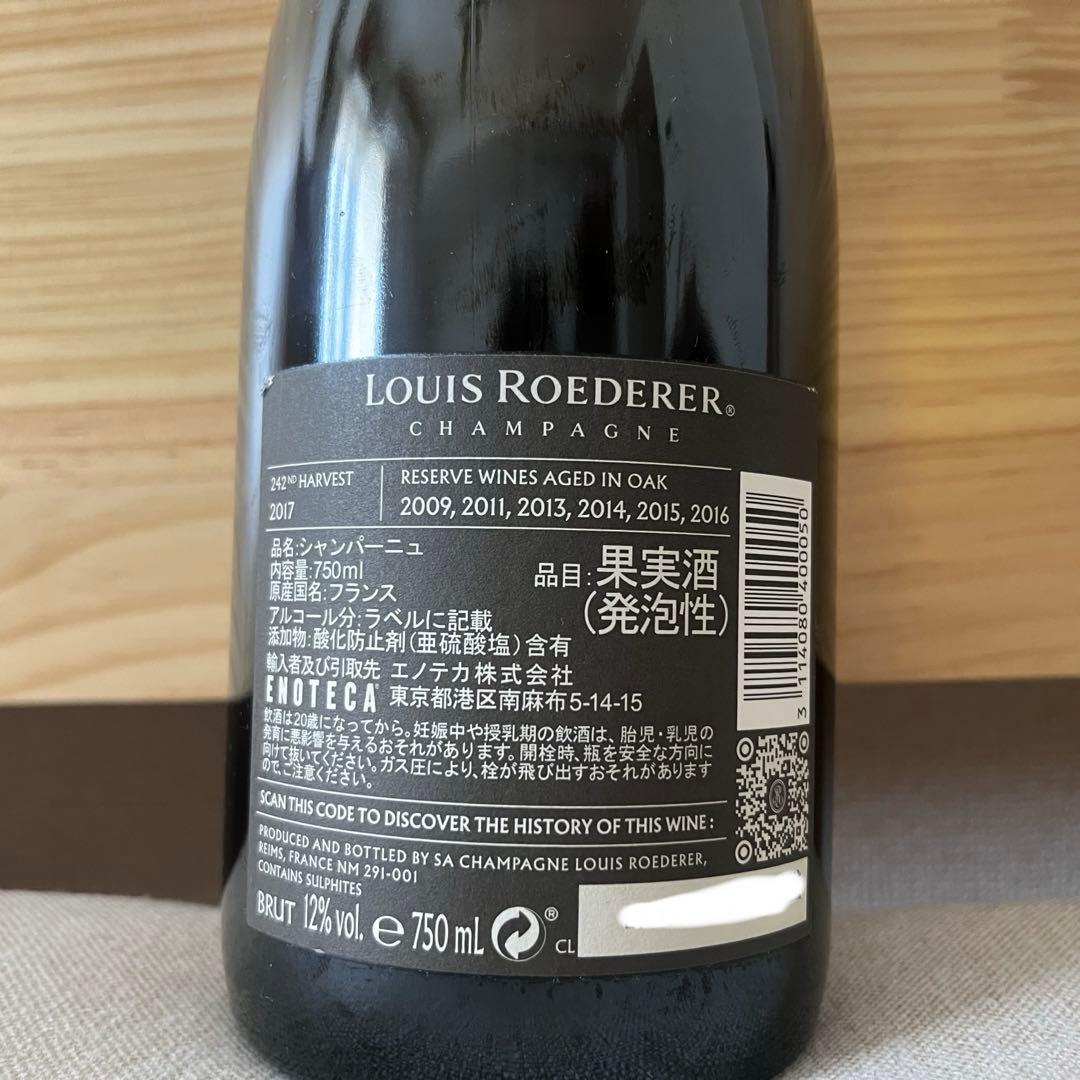 LOUIS ROEDERER®
CHAMPAGNE
242ND HARVEST
2017
RESERVE WINES AGED IN OAK
2009, 2011, 2013, 2014, 2015, 2016
品名:シャンパーニュ
内容量:750ml
原産国名:フランス
アルコール分:ラベルに記載
添加物:酸化防止剤(亜硫酸塩)含有
品目:果実酒
(発泡性)
輸入者及び引取先 エノテカ株式会社
ENOTECA 東京都港区南麻布5-14-15
飲酒は20歳になってから。妊娠中や授乳期の飲酒は、胎児・乳児の
発育に悪影響を与えるおそれがあります。開栓時、瓶を安全な方向に
向けて抜いてください。ガス圧により、栓が飛び出すおそれがあります
ので、ご注意ください。
3 114080 400050
SCAN THIS CODE TO DISCOVER THE HISTORY OF THIS WINE:
PRODUCED AND BOTTLED BY SA CHAMPAGNE LOUIS ROEDERER,
REIMS, FRANCE NM 291-001
CONTAINS SULPHITES
BRUT 12% vol. e 750 mL ® CL